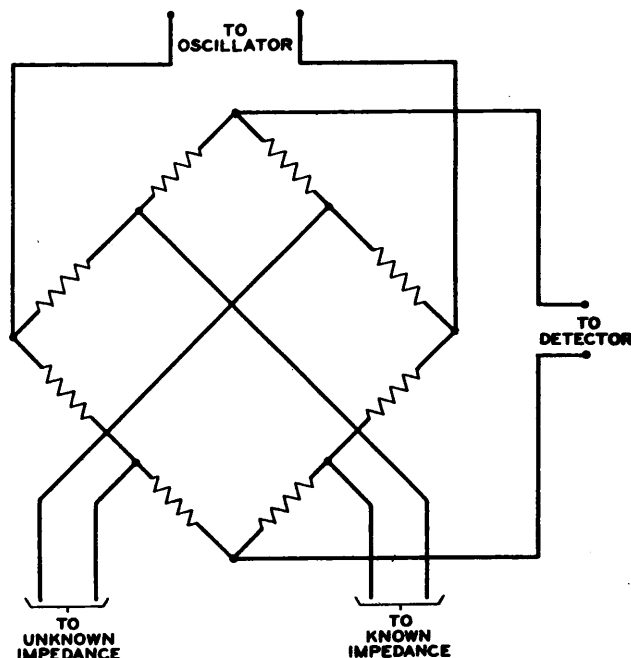 TO
OSCILLATOR
TO
DETECTOR
TO
UNKNOWN
IMPEDANCE
TO
KNOWN
IMPEDANCE